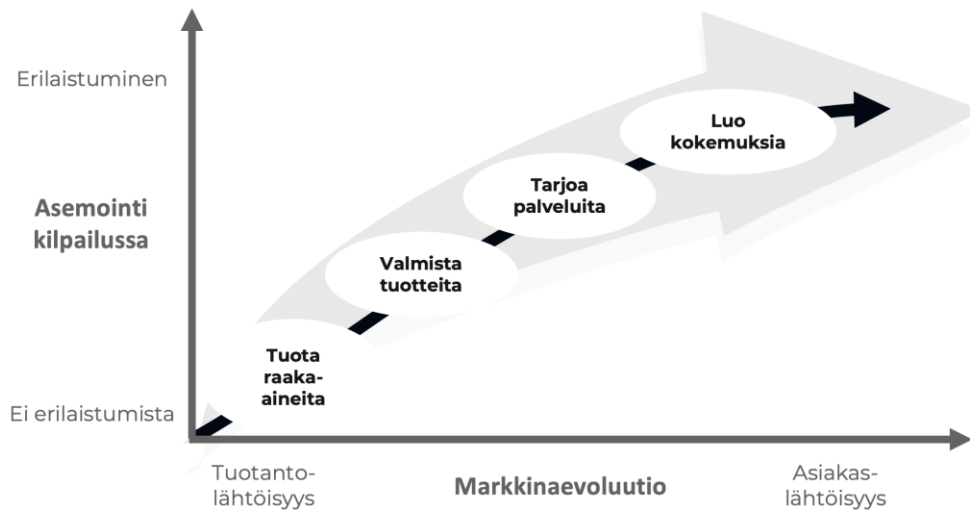 Erilaistuminen
Asemointi
kilpailussa
Ei erilaistumista
Luo
kokemuksia
Tarjoa
palveluita
Valmista
tuotteita
Tuota
raaka-
aineita
Tuotanto-
lähtöisyys
Markkinaevoluutio
Asiakas-
lähtöisyys